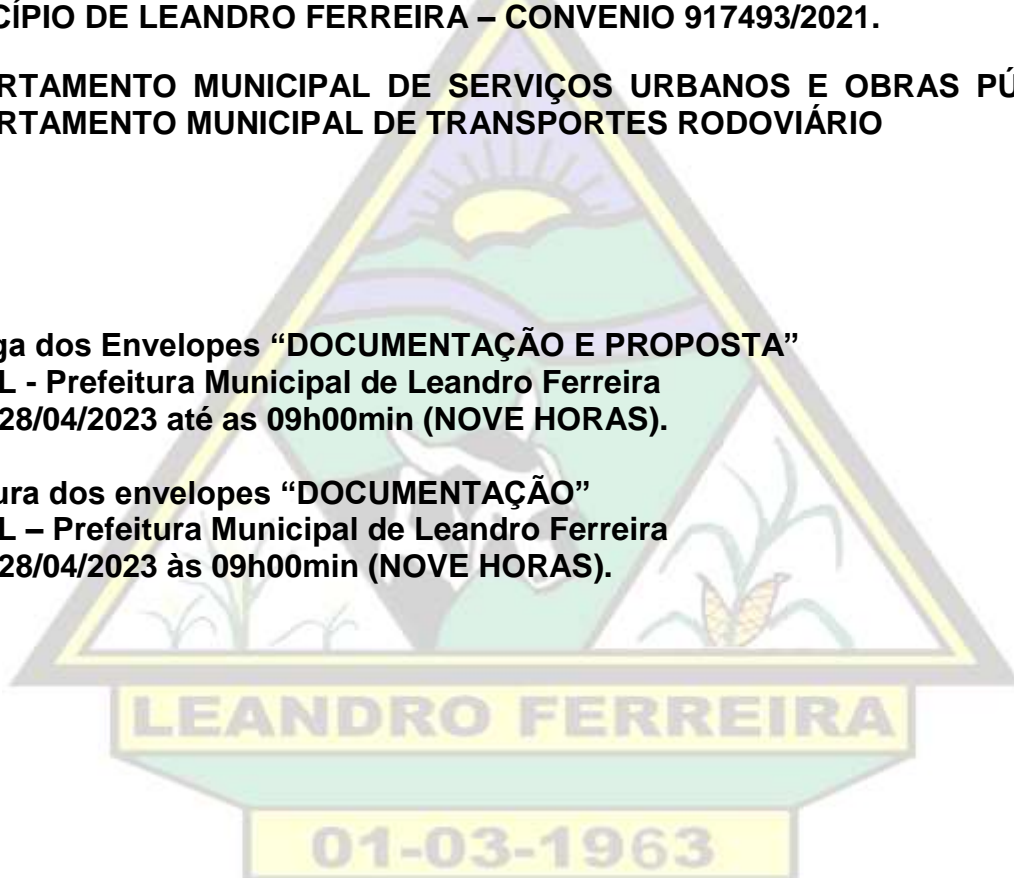 CÍPIO DE LEANDRO FERREIRA – CONVENIO 917493/2021.
RTAMENTO MUNICIPAL DE SERVIÇOS URBANOS E OBRAS PÚ
RTAMENTO MUNICIPAL DE TRANSPORTES RODOVIÁRIO
ga dos Envelopes “DOCUMENTAÇÃO E PROPOSTA”
L - Prefeitura Municipal de Leandro Ferreira
28/04/2023 até as 09h00min (NOVE HORAS).
ura dos envelopes “DOCUMENTAÇÃO”
L – Prefeitura Municipal de Leandro Ferreira
28/04/2023 às 09h00min (NOVE HORAS).
LEANDRO FERREIRA
01-03-1963